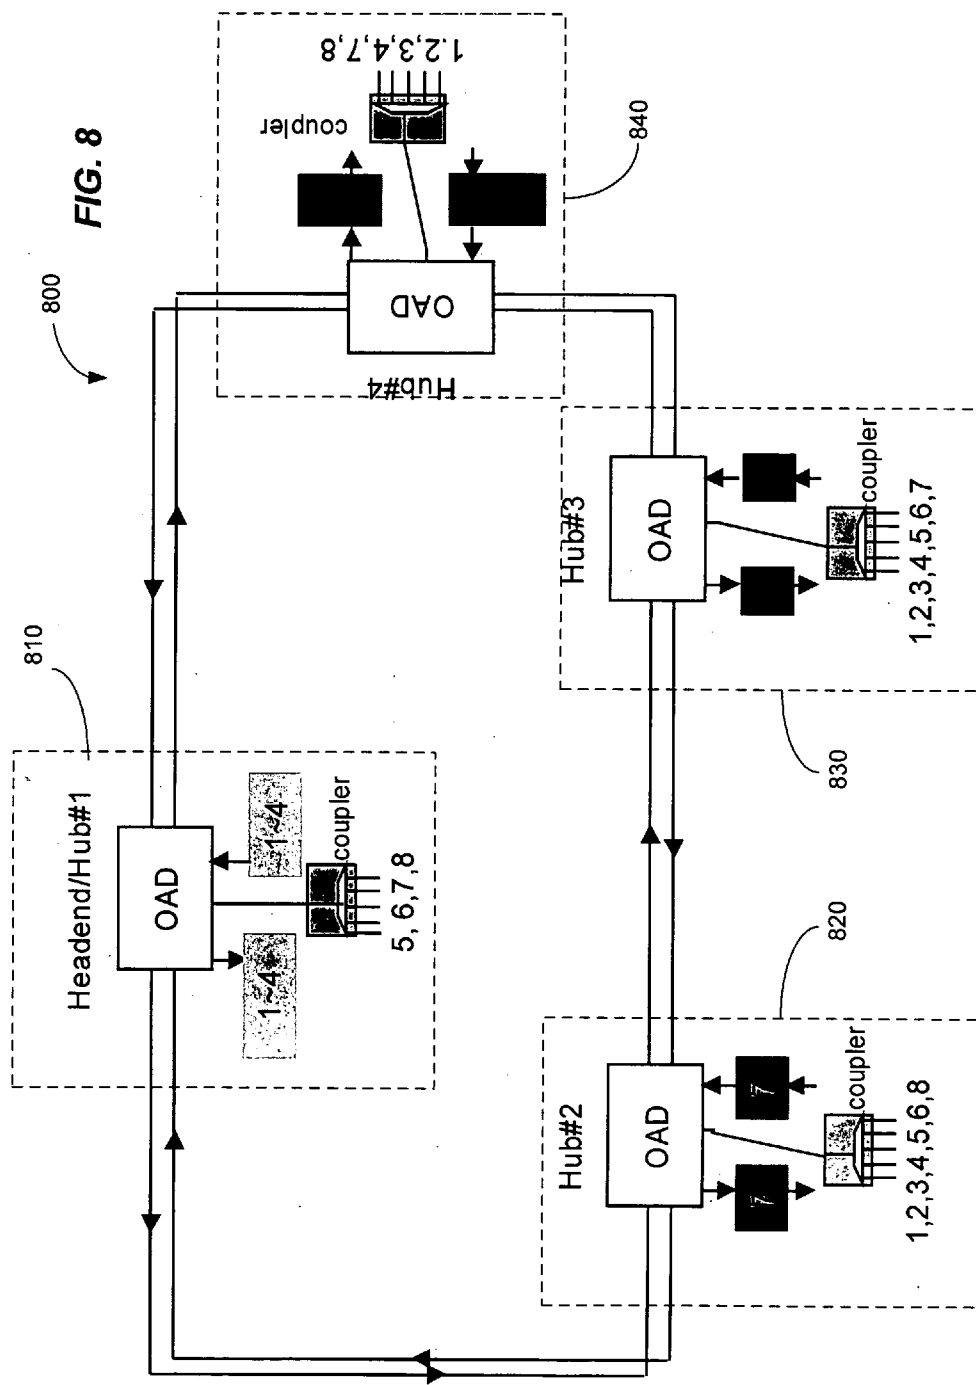 FIG. 8
800
810
Headend/Hub#1
OAD
1~4
1~4
coupler
5, 6,7,8
Hub#4
OAD
coupler
1.2,3,4,7,8
840
Hub#2
OAD
7
7
coupler
1,2,3,4,5,6,8
820
Hub#3
OAD
coupler
1,2,3,4,5,6,7
830